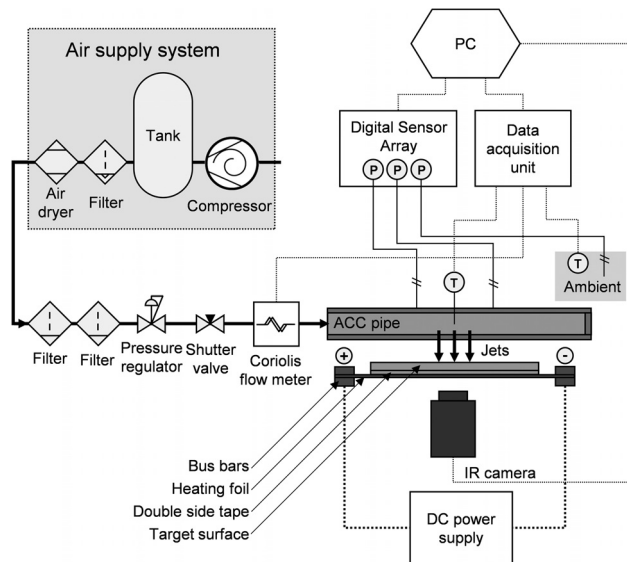 Air supply system
PC
Tank
Digital Sensor
Array
P P P
Data
acquisition
unit
Air
dryer
Filter
Compressor
T
T
Ambient
ACC pipe
Filter
Filter
Pressure
regulator
Shutter
valve
Coriolis
flow meter
Jets
+
-
Bus bars
Heating foil
Double side tape
Target surface
IR camera
DC power
supply